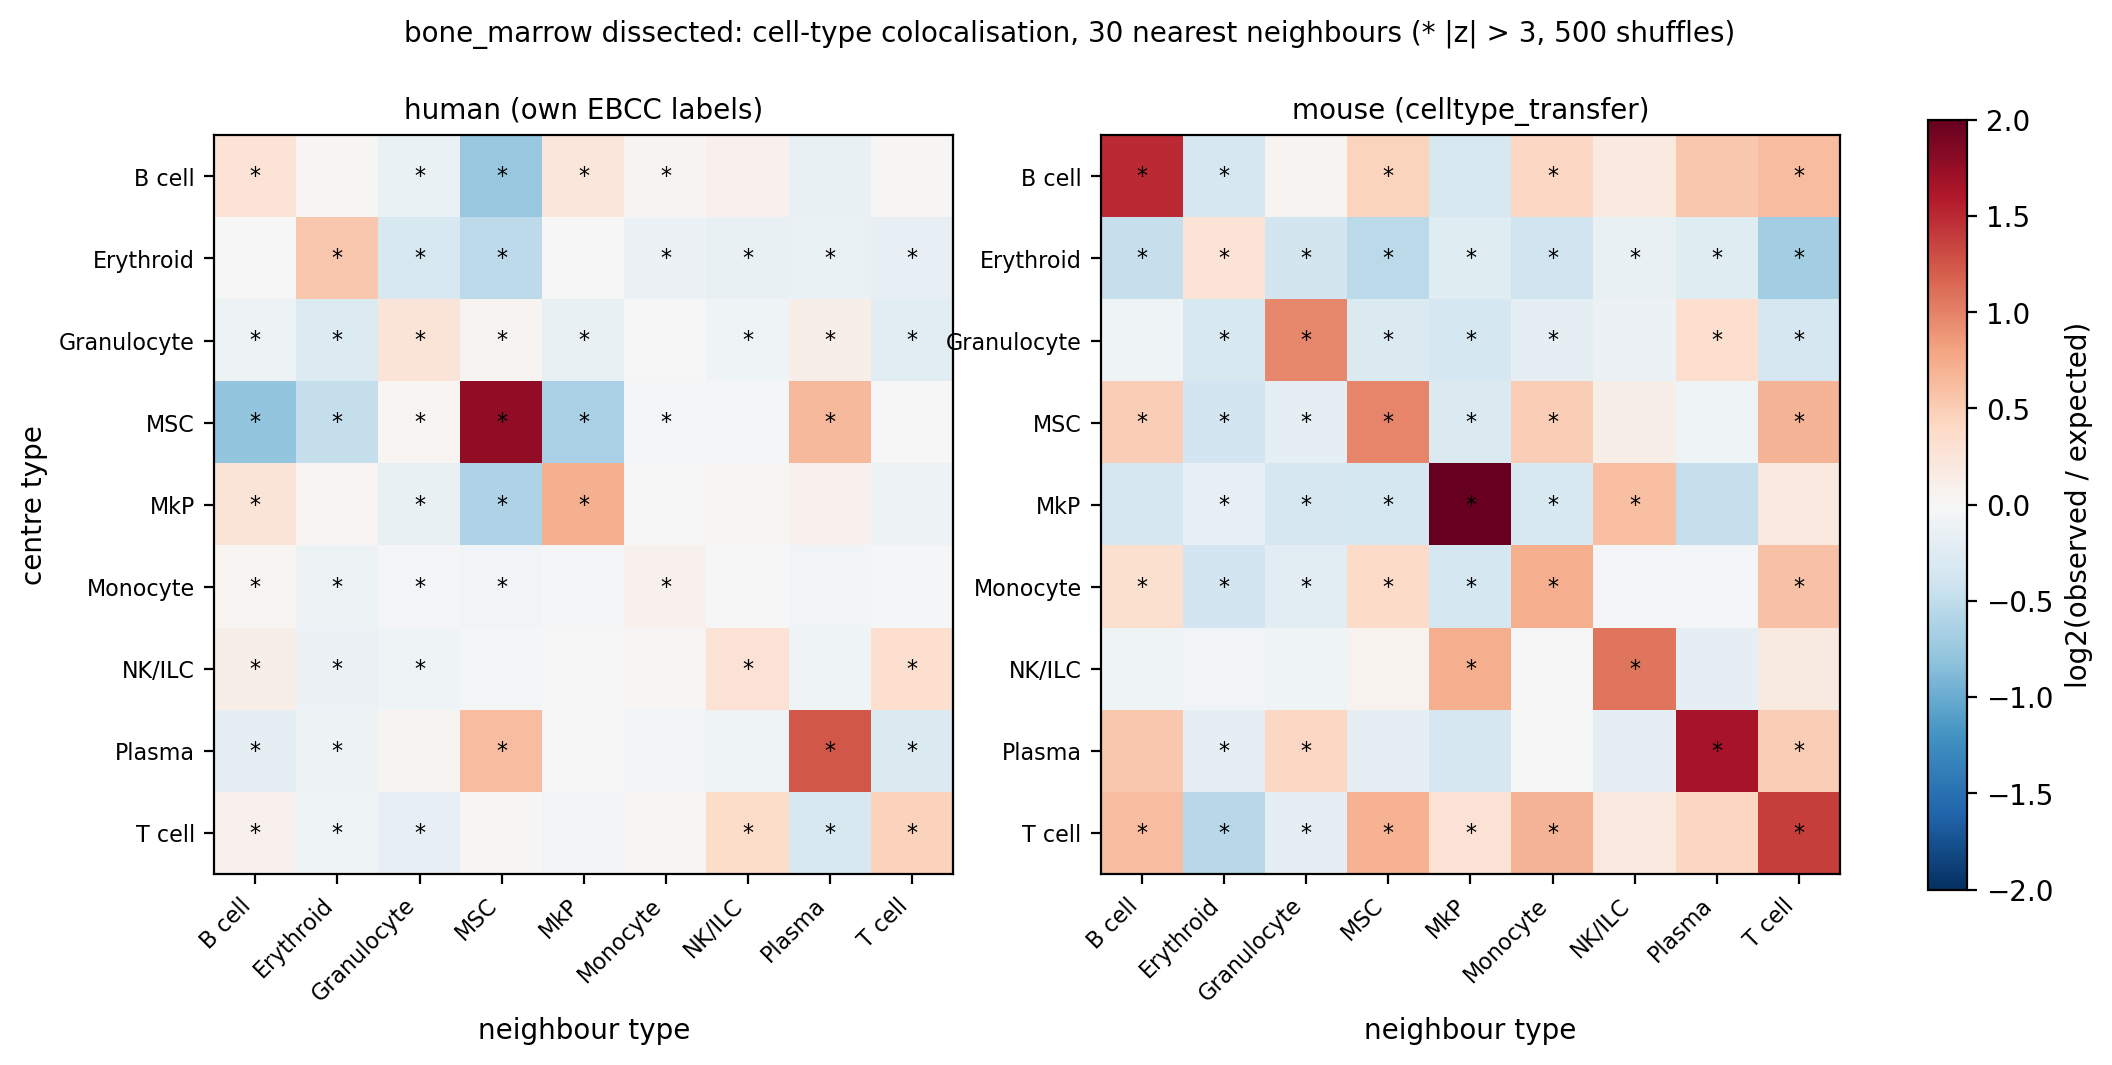 bone_marrow dissected: cell-type colocalisation, 30 nearest neighbours (* |z| > 3, 500 shuffles)
human (own EBCC labels)
centre type
B cell * * * * *
Erythroid * * * * * * *
Granulocyte * * * * * * * *
MSC * * * * * * *
MkP * * * *
Monocyte * * * * *
NK/ILC * * * * *
Plasma * * * * *
T cell * * * * * *
B cell Erythroid Granulocyte MSC MkP Monocyte NK/ILC Plasma T cell
neighbour type
mouse (celltype_transfer)
B cell * * * * *
Erythroid * * * * * * * * *
Granulocyte * * * * * * *
MSC * * * * * * *
MkP * * * * * *
Monocyte * * * * * * *
NK/ILC * *
Plasma * * * *
T cell * * * * * * *
B cell Erythroid Granulocyte MSC MkP Monocyte NK/ILC Plasma T cell
neighbour type
2.0
1.5
1.0
0.5
0.0
−0.5
−1.0
−1.5
−2.0
log2(observed / expected)